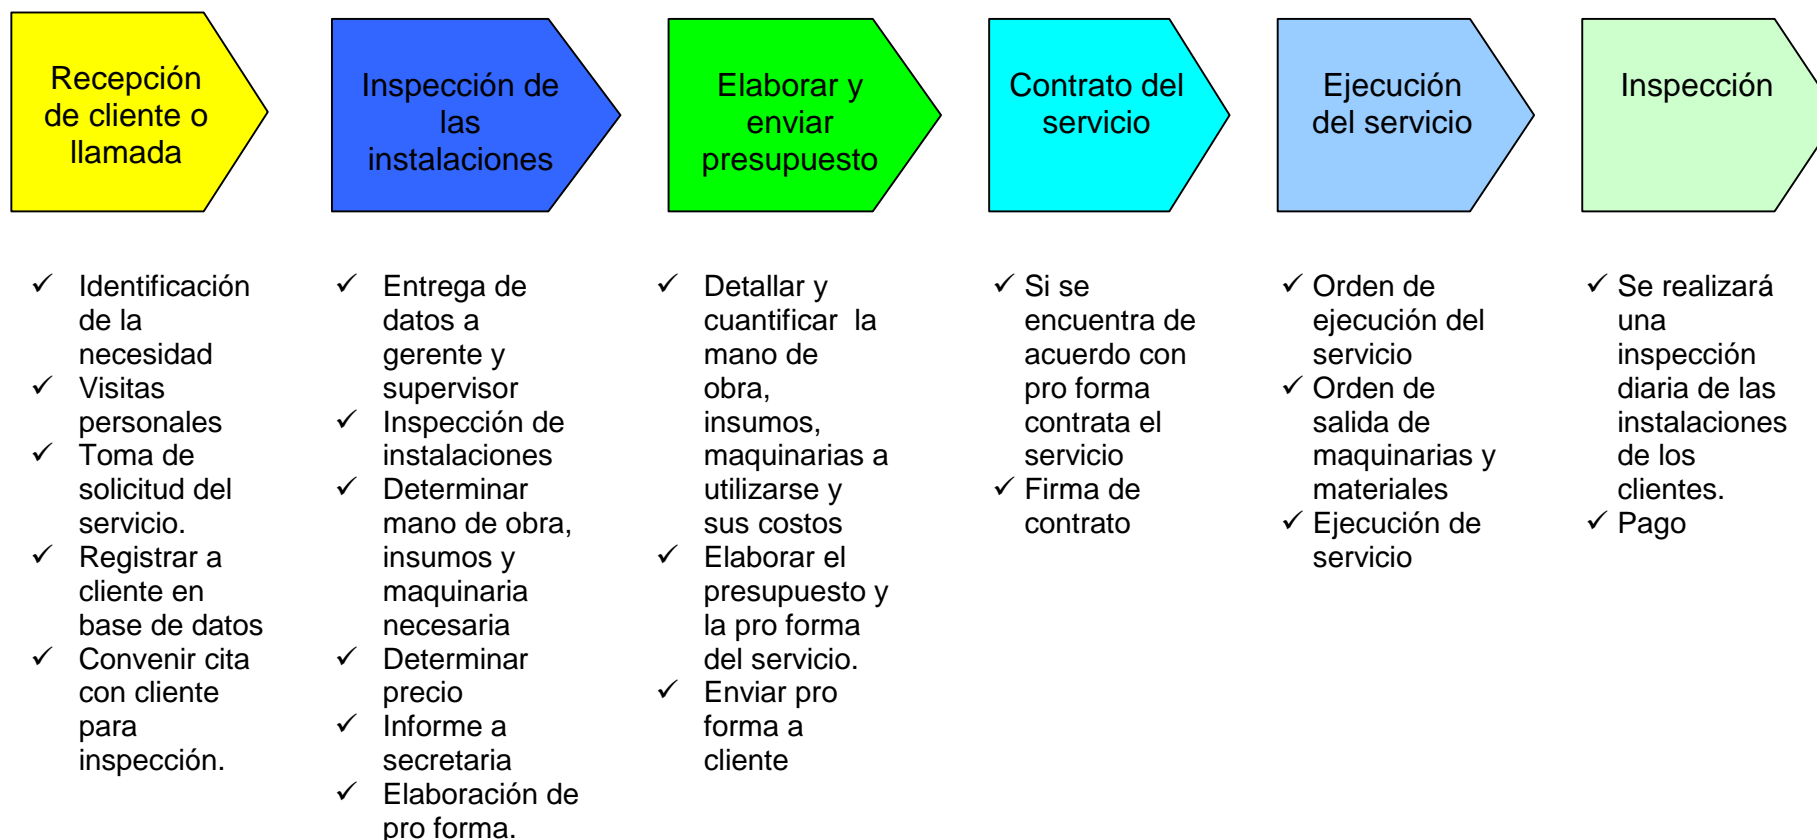 Recepción
de cliente o
llamada
Inspección de
las
instalaciones
Elaborar y
enviar
presupuesto
Contrato del
servicio
Ejecución
del servicio
Inspección
✓ Identificación
de la
necesidad
✓ Visitas
personales
✓ Toma de
solicitud del
servicio.
✓ Registrar a
cliente en
base de datos
✓ Convenir cita
con cliente
para
inspección.
✓ Entrega de
datos a
gerente y
supervisor
✓ Inspección de
instalaciones
✓ Determinar
mano de obra,
insumos y
maquinaria
necesaria
✓ Determinar
precio
✓ Informe a
secretaria
✓ Elaboración de
pro forma.
✓ Detallar y
cuantificar la
mano de
obra,
insumos,
maquinarias a
utilizarse y
sus costos
✓ Elaborar el
presupuesto y
la pro forma
del servicio.
✓ Enviar pro
forma a
cliente
✓ Si se
encuentra de
acuerdo con
pro forma
contrata el
servicio
✓ Firma de
contrato
✓ Orden de
ejecución del
servicio
✓ Orden de
salida de
maquinarias y
materiales
✓ Ejecución de
servicio
✓ Se realizará
una
inspección
diaria de las
instalaciones
de los
clientes.
✓ Pago